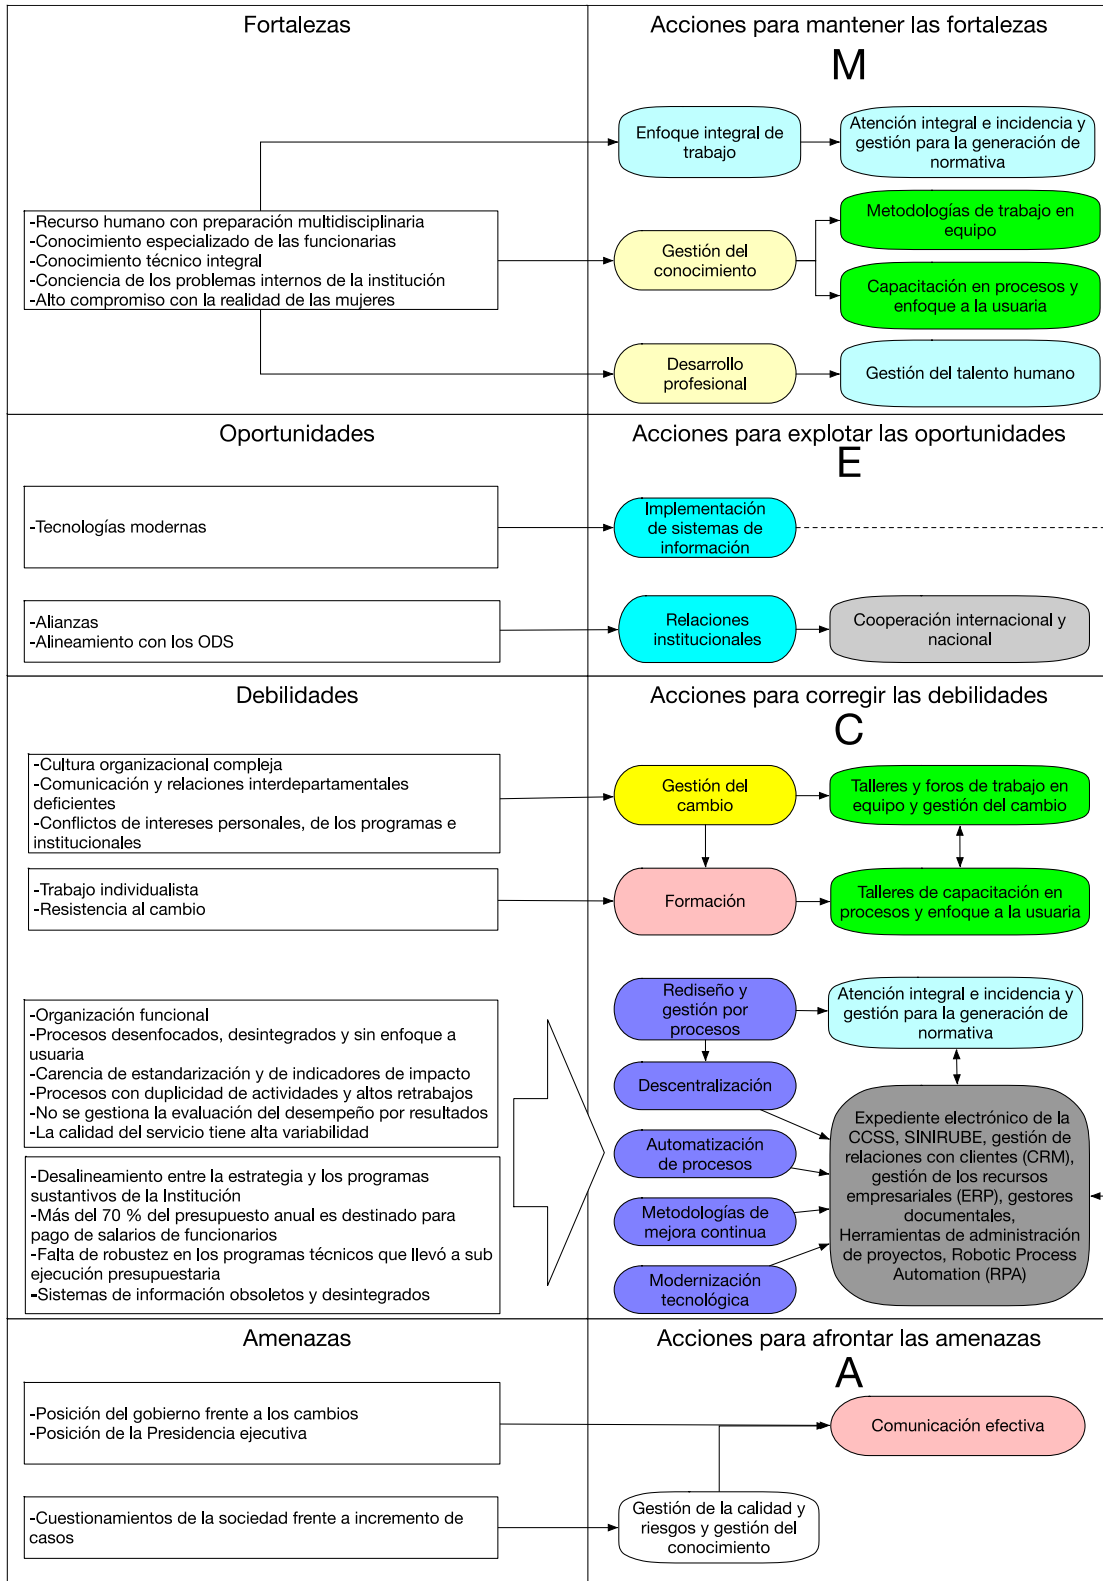 Fortalezas
Acciones para mantener las fortalezas
M
-Recurso humano con preparación multidisciplinaria
-Conocimiento especializado de las funcionarias
-Conocimiento técnico integral
-Conciencia de los problemas internos de la institución
-Alto compromiso con la realidad de las mujeres
Enfoque integral de
trabajo
Atención integral e incidencia y
gestión para la generación de
normativa
Gestión del
conocimiento
Metodologías de trabajo en
equipo
Capacitación en procesos y
enfoque a la usuaria
Desarrollo
profesional
Gestión del talento humano
Oportunidades
Acciones para explotar las oportunidades
E
-Tecnologías modernas
Implementación
de sistemas de
información
-Alianzas
-Alineamiento con los ODS
Relaciones
institucionales
Cooperación internacional y
nacional
Debilidades
Acciones para corregir las debilidades
C
-Cultura organizacional compleja
-Comunicación y relaciones interdepartamentales
deficientes
-Conflictos de intereses personales, de los programas e
institucionales
Gestión del
cambio
Talleres y foros de trabajo en
equipo y gestión del cambio
-Trabajo individualista
-Resistencia al cambio
Formación
Talleres de capacitación en
procesos y enfoque a la usuaria
-Organización funcional
-Procesos desenfocados, desintegrados y sin enfoque a
usuaria
-Carencia de estandarización y de indicadores de impacto
-Procesos con duplicidad de actividades y altos retrabajos
-No se gestiona la evaluación del desempeño por resultados
-La calidad del servicio tiene alta variabilidad
-Desalineamiento entre la estrategia y los programas
sustantivos de la Institución
-Más del 70 % del presupuesto anual es destinado para
pago de salarios de funcionarios
-Falta de robustez en los programas técnicos que llevó a sub
ejecución presupuestaria
-Sistemas de información obsoletos y desintegrados
Rediseño y
gestión por
procesos
Atención integral e incidencia y
gestión para la generación de
normativa
Descentralización
Automatización
de procesos
Metodologías de
mejora continua
Modernización
tecnológica
Expediente electrónico de la
CCSS, SINIRUBE, gestión de
relaciones con clientes (CRM),
gestión de los recursos
empresariales (ERP), gestores
documentales,
Herramientas de administración
de proyectos, Robotic Process
Automation (RPA)
Amenazas
Acciones para afrontar las amenazas
A
-Posición del gobierno frente a los cambios
-Posición de la Presidencia ejecutiva
Comunicación efectiva
-Cuestionamientos de la sociedad frente a incremento de
casos
Gestión de la calidad y
riesgos y gestión del
conocimiento